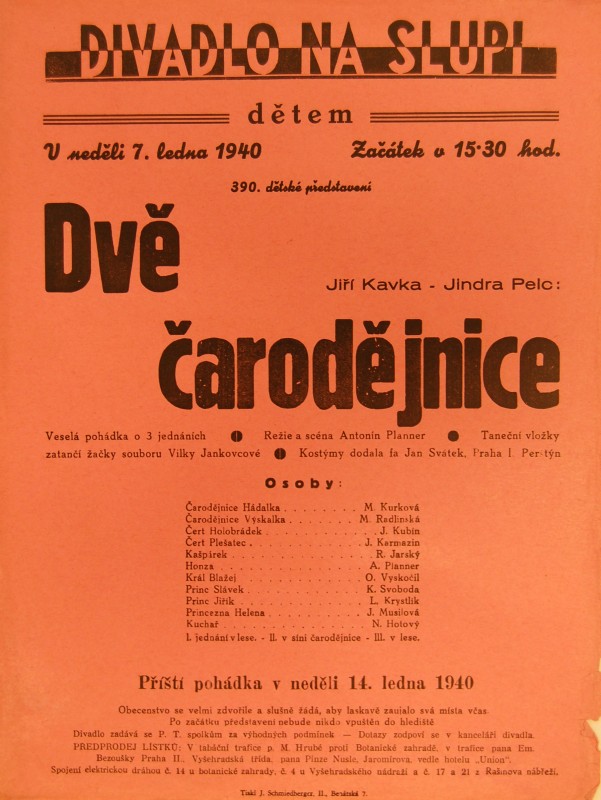 DIVADLO NA SLUPI
dětem
V neděli 7. ledna 1940 Začátek v 15·30 hod.
390. dětské představení
Dvě
Jiří Kavka - Jindra Pelc:
čarodějnice
Veselá pohádka o 3 jednáních ● Režie a scéna Antonín Planner ● Taneční vložky
zatančí žačky souboru Vilky Jankovcové ● Kostýmy dodala fa Jan Svátek, Praha I. Perštýn
Osoby:
Čarodějnice Hádalka . . . . . . . . M. Kurková
Čarodějnice Výskalka . . . . . . . M. Radlinská
Čert Holobrádek . . . . . . . . . . J. Kubín
Čert Plešatec . . . . . . . . . . J. Karmazin
Kašpárek . . . . . . . . . . . . R. Jarský
Honza . . . . . . . . . . . . . A. Planner
Král Blažej . . . . . . . . . . . O. Vyskočil
Princ Slávek . . . . . . . . . . . K. Svoboda
Princ Jiřík . . . . . . . . . . . . L. Krystlík
Princezna Helena . . . . . . . . . J. Musilová
Kuchař . . . . . . . . . . . . . N. Hotový
I. jednání v lese. - II. v síni čarodějnice - III. v lese.
Příští pohádka v neděli 14. ledna 1940
Obecenstvo se velmi zdvořile a slušně žádá, aby laskavě zaujalo svá místa včas.
Po začátku představení nebude nikdo vpuštěn do hlediště
Divadlo zadává se P. T. spolkům za výhodných podmínek — Dotazy zodpoví se v kanceláři divadla.
PŘEDPRODEJ LÍSTKŮ: V tabáční trafice p. M. Hrubé proti Botanické zahradě, v trafice pana Em.
Bezoušky Praha II., Vyšehradská třída, pana Pinze Nusle, Jaromírova, vedle hotelu „Union".
Spojení elektrickou dráhou č. 14 u botanické zahrady, č. 4 u Vyšehradského nádraží a č. 17 a 21 z Rašínova nábřeží.
Tiskl J. Schmiedberger, II., Benátská 7.